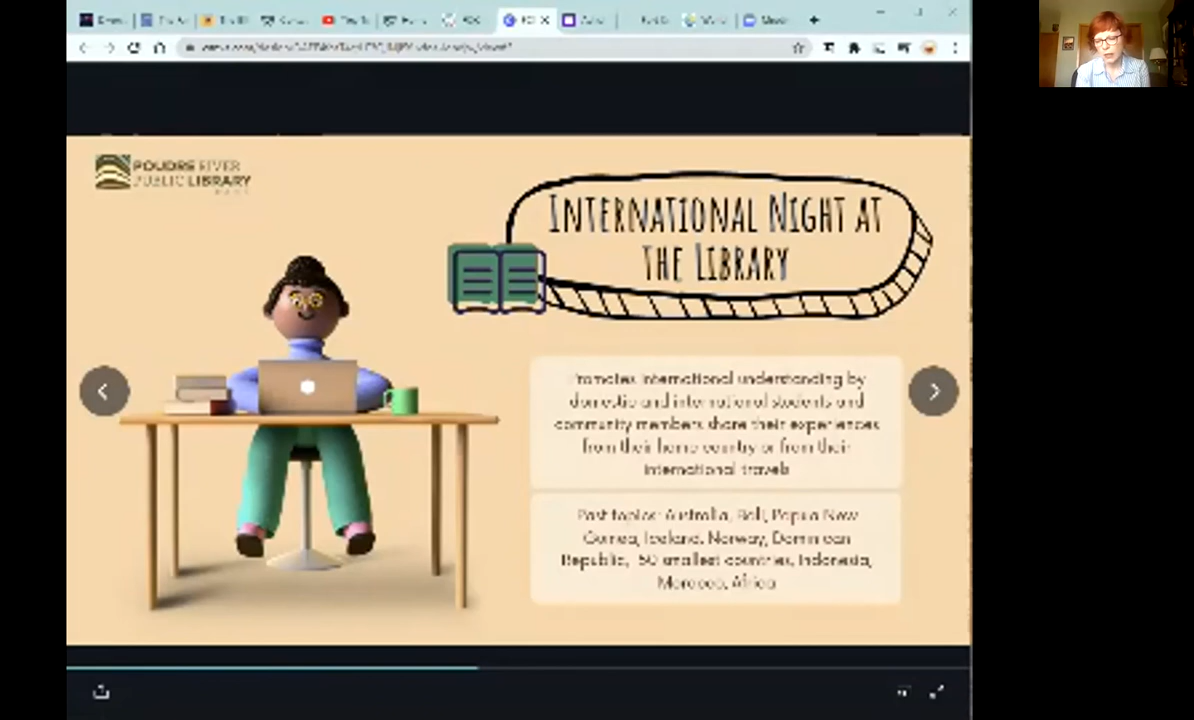 POUDRE RIVER
PUBLIC LIBRARY
INTERNATIONAL NIGHT AT
THE LIBRARY
Promotes international understanding by
domestic and international students and
community members share their experiences
from their home country or from their
international travels
Past topics: Australia, Bali, Papua New
Guinea, Iceland, Norway, Dominican
Republic, 50 smallest countries, Indonesia,
Morocco, Africa